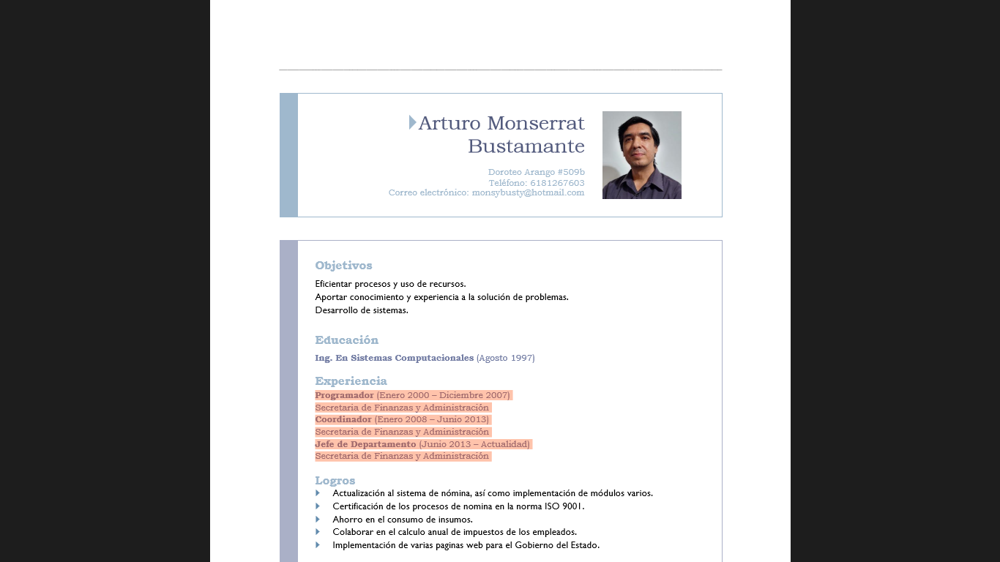 Arturo Monserrat
Bustamante
Doroteo Arango #509b
Teléfono: 6181267603
Correo electrónico: monsybusty@hotmail.com
Objetivos
Eficientar procesos y uso de recursos.
Aportar conocimiento y experiencia a la solución de problemas.
Desarrollo de sistemas.
Educación
Ing. En Sistemas Computacionales (Agosto 1997)
Experiencia
Programador (Enero 2000 – Diciembre 2007)
Secretaria de Finanzas y Administración
Coordinador (Enero 2008 – Junio 2013)
Secretaria de Finanzas y Administración
Jefe de Departamento (Junio 2013 – Actualidad)
Secretaria de Finanzas y Administración
Logros
Actualización al sistema de nómina, así como implementación de módulos varios.
Certificación de los procesos de nomina en la norma ISO 9001.
Ahorro en el consumo de insumos.
Colaborar en el calculo anual de impuestos de los empleados.
Implementación de varias paginas web para el Gobierno del Estado.